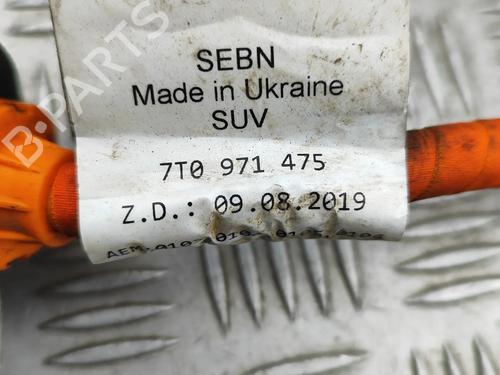 SEBN
Made in Ukraine
SUV
7T0 971 475
Z.D.: 09.08.2019
B-PARTS